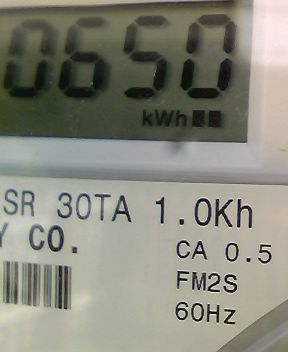 0650
kWh
SR 30TA 1.0Kh
Y CO.
CA 0.5
FM2S
60Hz